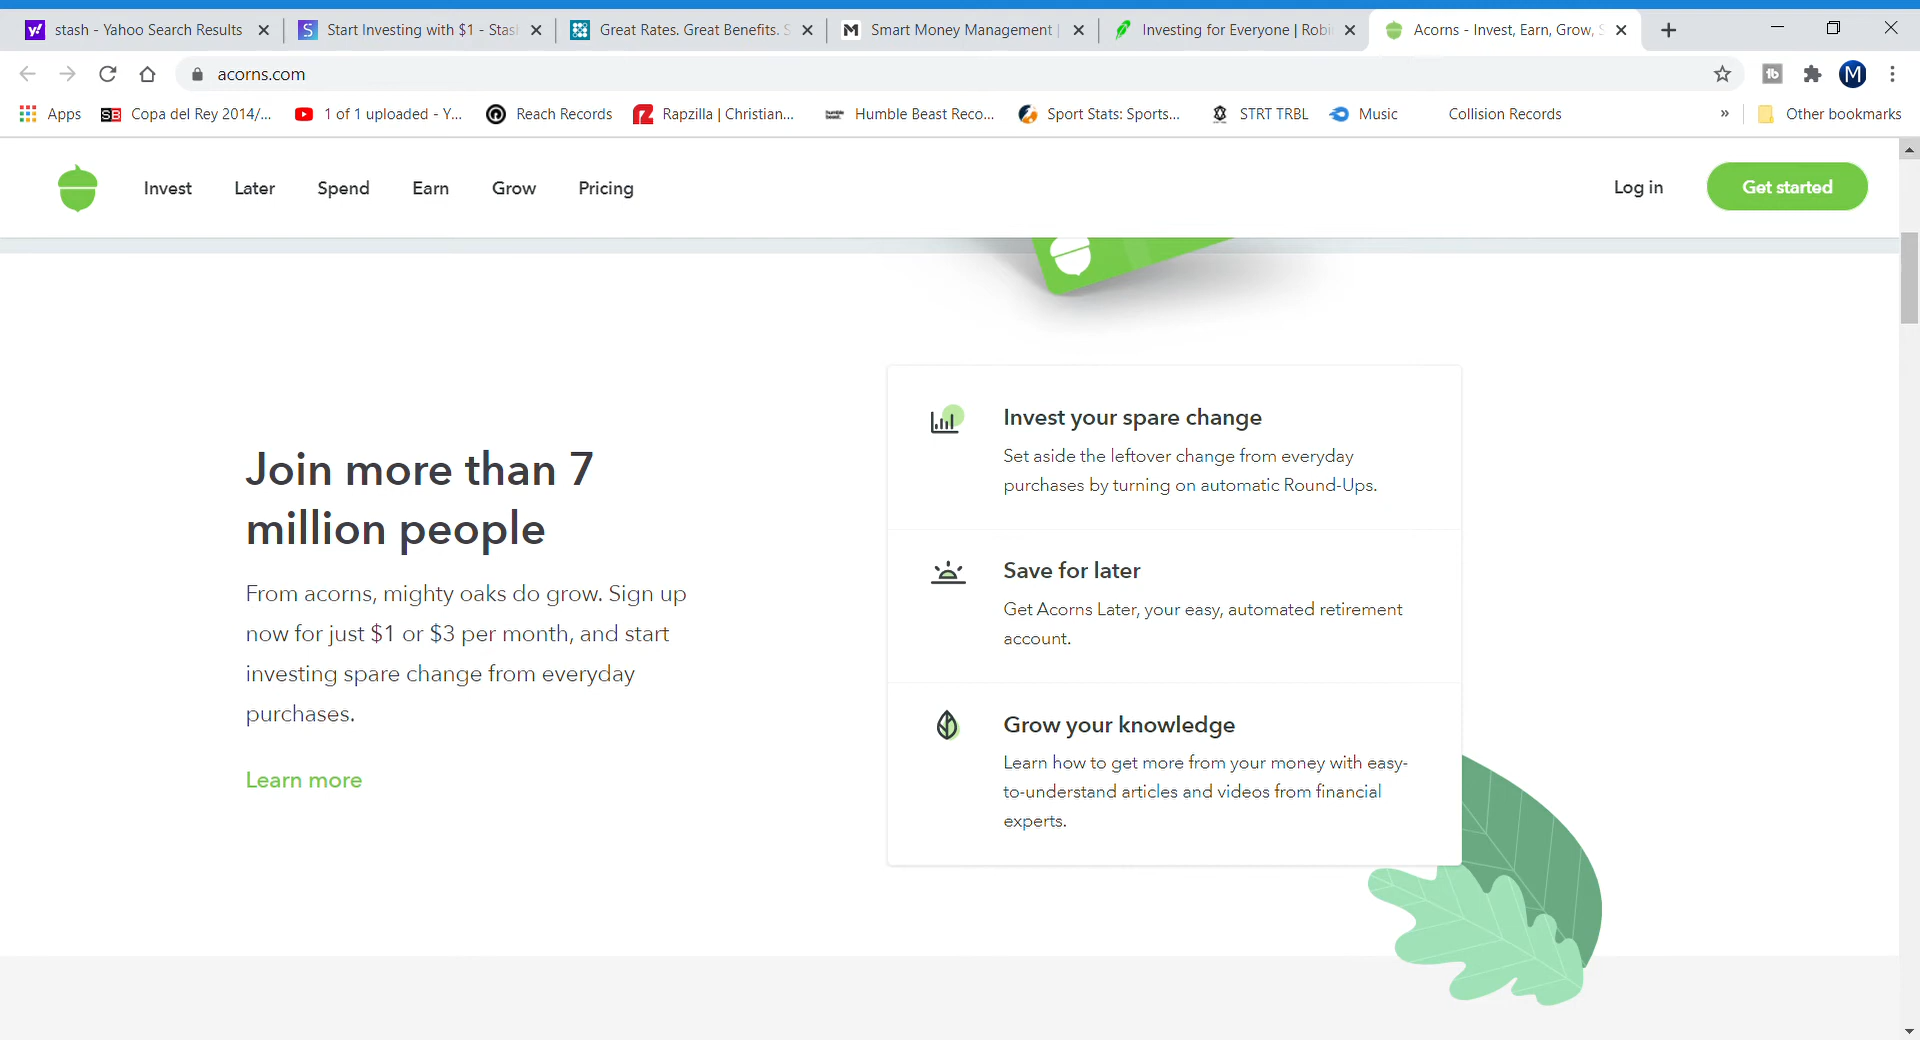 stash - Yahoo Search Results
Start Investing with $1 - Stas
Great Rates. Great Benefits. S
Smart Money Management |
Investing for Everyone | Robi
Acorns - Invest, Earn, Grow, S
acorns.com
M
Apps
SB Copa del Rey 2014/...
1 of 1 uploaded - Y...
Reach Records
Rapzilla | Christian...
Humble Beast Reco...
Sport Stats: Sports...
STRT TRBL
Music
Collision Records
»
Other bookmarks
Invest
Later
Spend
Earn
Grow
Pricing
Log in
Get started
Join more than 7
million people
From acorns, mighty oaks do grow. Sign up
now for just $1 or $3 per month, and start
investing spare change from everyday
purchases.
Learn more
Invest your spare change
Set aside the leftover change from everyday
purchases by turning on automatic Round-Ups.
Save for later
Get Acorns Later, your easy, automated retirement
account.
Grow your knowledge
Learn how to get more from your money with easy-
to-understand articles and videos from financial
experts.